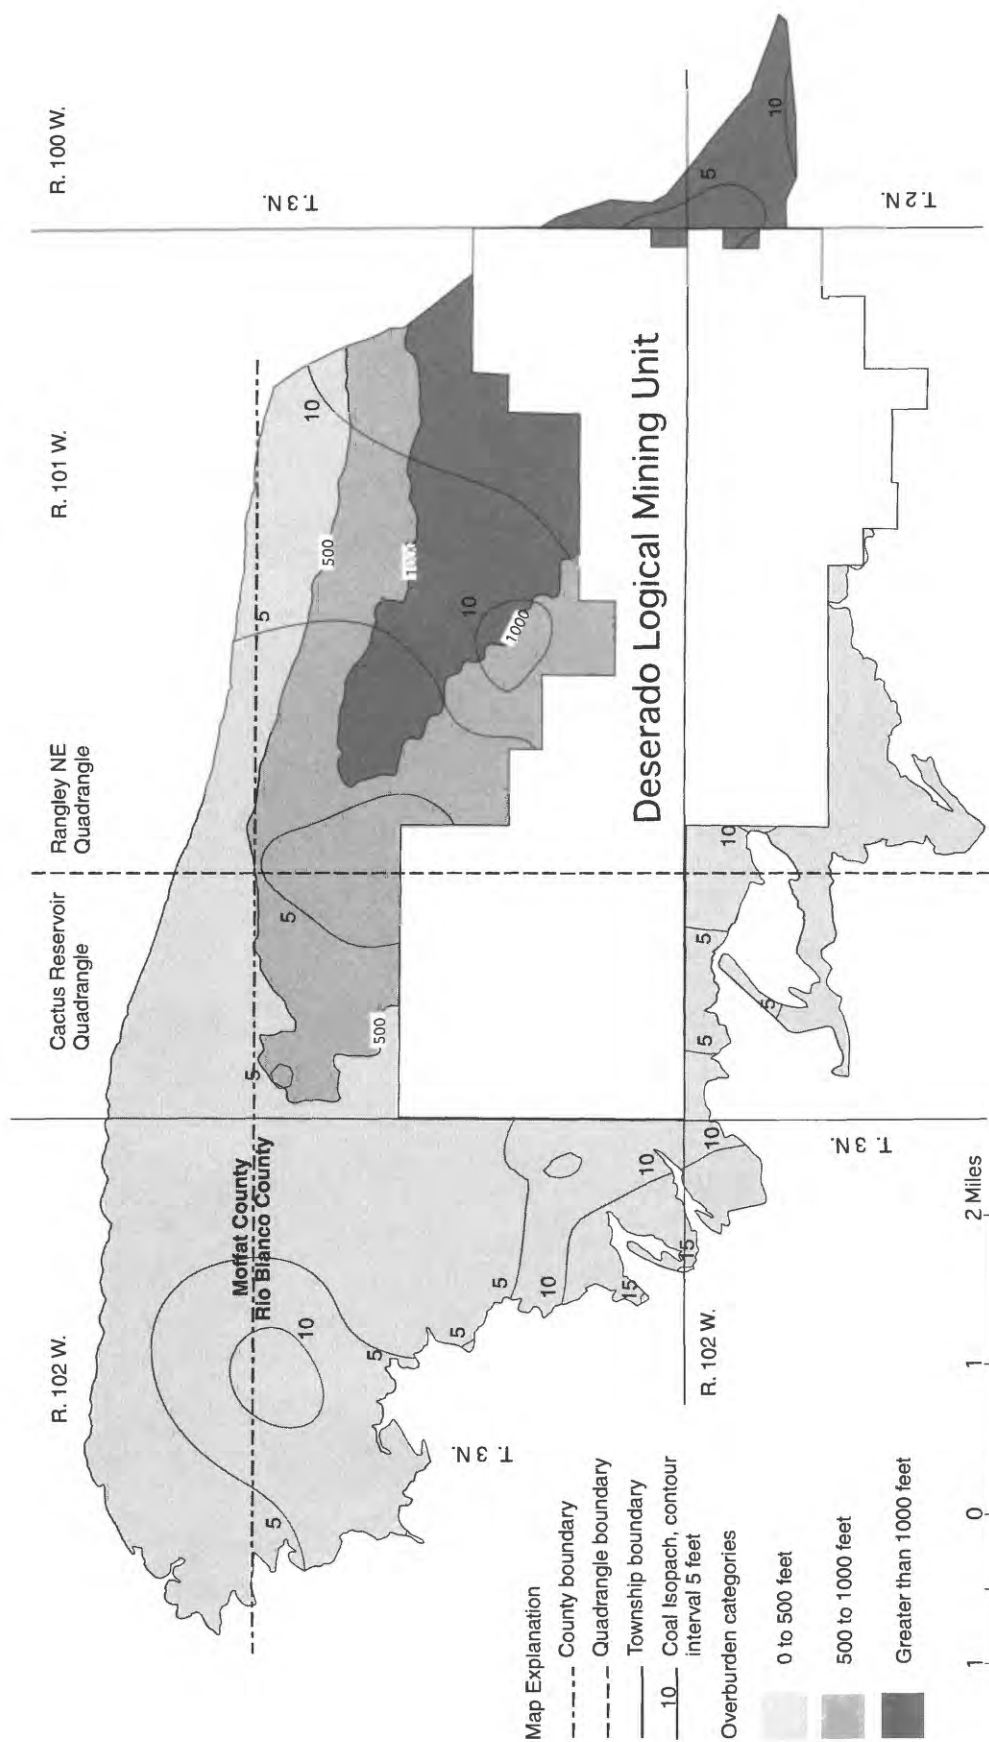 R. 102 W.
Cactus Reservoir
Quadrangle
Rangley NE
Quadrangle
R. 101 W.
R. 100 W.
Moffat County
Rio Blanco County
5
10
5
5
5
10
15
15
10
10
5
500
5
5
500
1000
10
1000
10
T. 3 N.
T. 3 N.
5
10
T. 2 N.
Deserado Logical Mining Unit
5
5
5
10
T. 3 N.
R. 102 W.
Map Explanation
County boundary
Quadrangle boundary
Township boundary
10 Coal Isopach, contour
interval 5 feet
Overburden categories
0 to 500 feet
500 to 1000 feet
Greater than 1000 feet
1 0 1 2 Miles